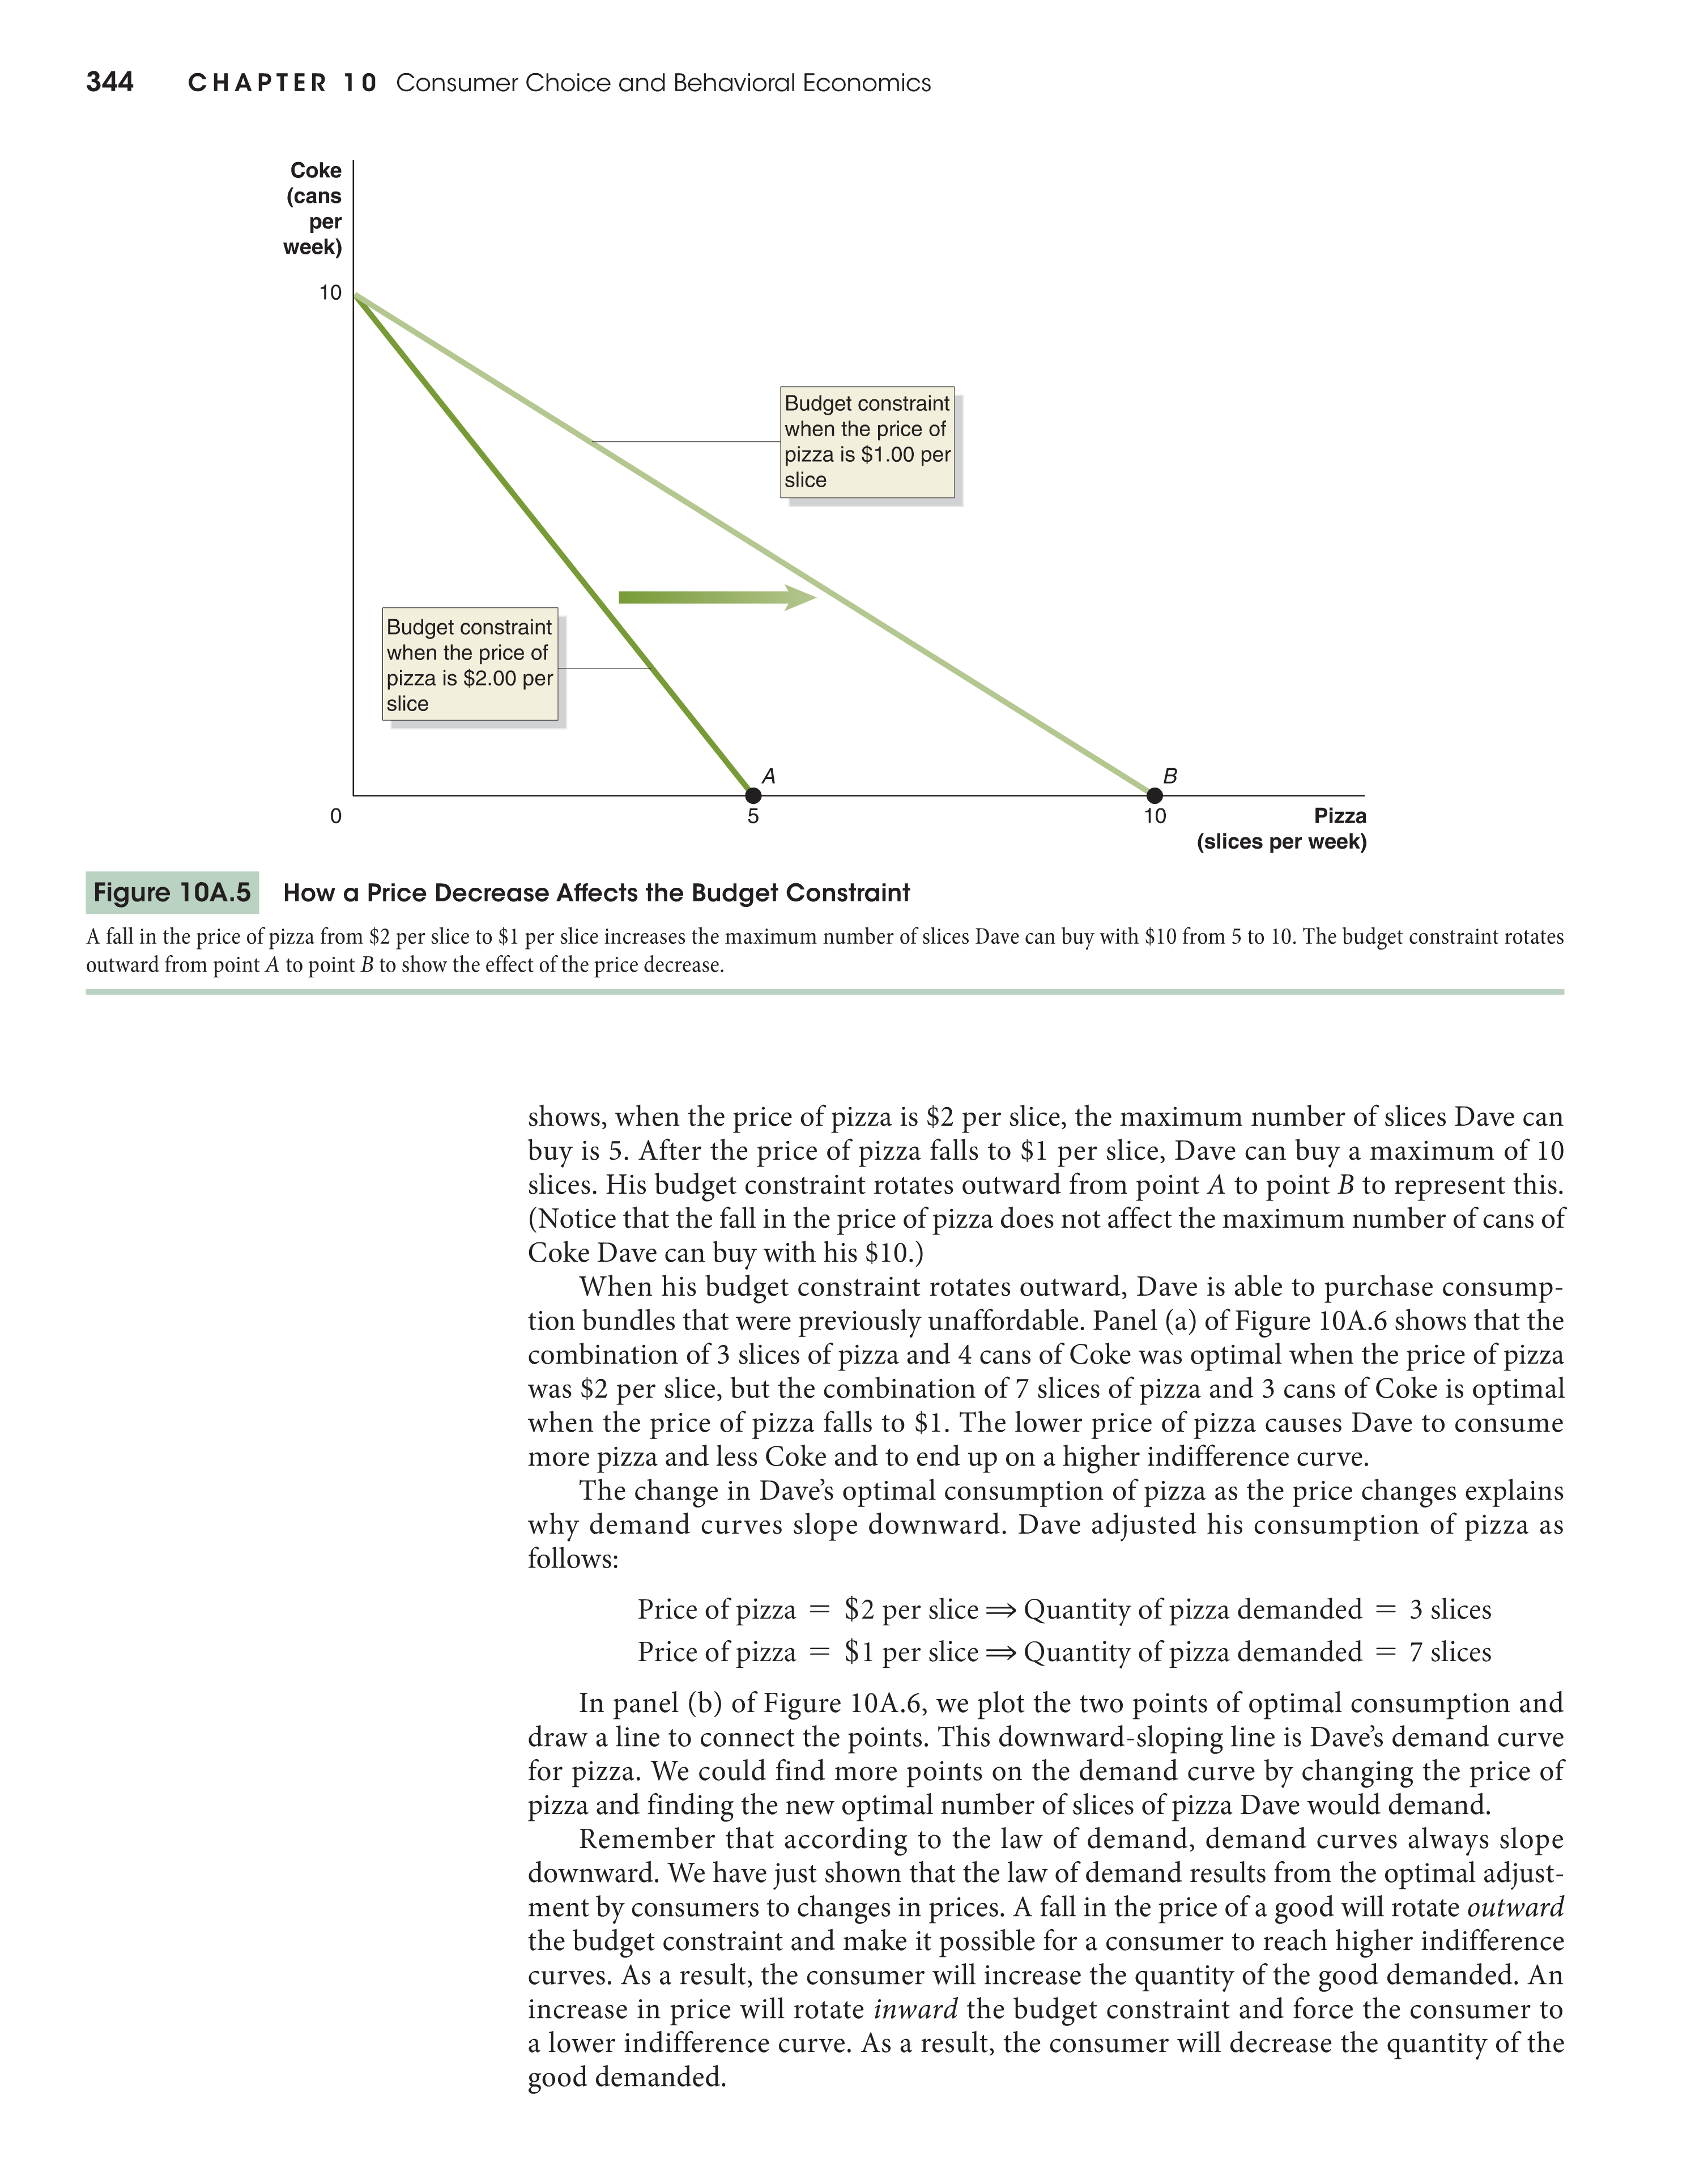 344 CHAPTER 10 Consumer Choice and Behavioral Economics
Coke
(cans
per
week)
10
Budget constraint
when the price of
pizza is $1.00 per
slice
Budget constraint
when the price of
pizza is $2.00 per
slice
A
B
0
5
10
Pizza
(slices per week)
Figure 10A.5 How a Price Decrease Affects the Budget Constraint
A fall in the price of pizza from $2 per slice to $1 per slice increases the maximum number of slices Dave can buy with $10 from 5 to 10. The budget constraint rotates
outward from point A to point B to show the effect of the price decrease.
shows, when the price of pizza is $2 per slice, the maximum number of slices Dave can
buy is 5. After the price of pizza falls to $1 per slice, Dave can buy a maximum of 10
slices. His budget constraint rotates outward from point A to point B to represent this.
(Notice that the fall in the price of pizza does not affect the maximum number of cans of
Coke Dave can buy with his $10.)
When his budget constraint rotates outward, Dave is able to purchase consump-
tion bundles that were previously unaffordable. Panel (a) of Figure 10A.6 shows that the
combination of 3 slices of pizza and 4 cans of Coke was optimal when the price of pizza
was $2 per slice, but the combination of 7 slices of pizza and 3 cans of Coke is optimal
when the price of pizza falls to $1. The lower price of pizza causes Dave to consume
more pizza and less Coke and to end up on a higher indifference curve.
The change in Dave's optimal consumption of pizza as the price changes explains
why demand curves slope downward. Dave adjusted his consumption of pizza as
follows:
Price of pizza = $2 per slice ⟹ Quantity of pizza demanded = 3 slices
Price of pizza = $1 per slice ⟹ Quantity of pizza demanded = 7 slices
In panel (b) of Figure 10A.6, we plot the two points of optimal consumption and
draw a line to connect the points. This downward-sloping line is Dave's demand curve
for pizza. We could find more points on the demand curve by changing the price of
pizza and finding the new optimal number of slices of pizza Dave would demand.
Remember that according to the law of demand, demand curves always slope
downward. We have just shown that the law of demand results from the optimal adjust-
ment by consumers to changes in prices. A fall in the price of a good will rotate outward
the budget constraint and make it possible for a consumer to reach higher indifference
curves. As a result, the consumer will increase the quantity of the good demanded. An
increase in price will rotate inward the budget constraint and force the consumer to
a lower indifference curve. As a result, the consumer will decrease the quantity of the
good demanded.